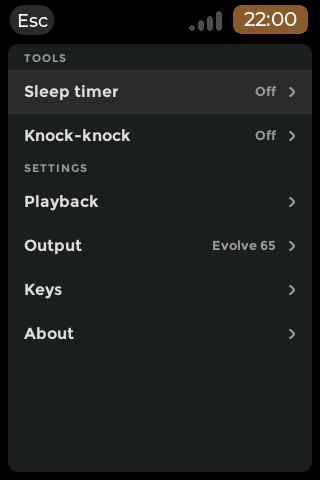 Esc
22:00
TOOLS
Sleep timer Off
Knock-knock Off
SETTINGS
Playback
Output Evolve 65
Keys
About